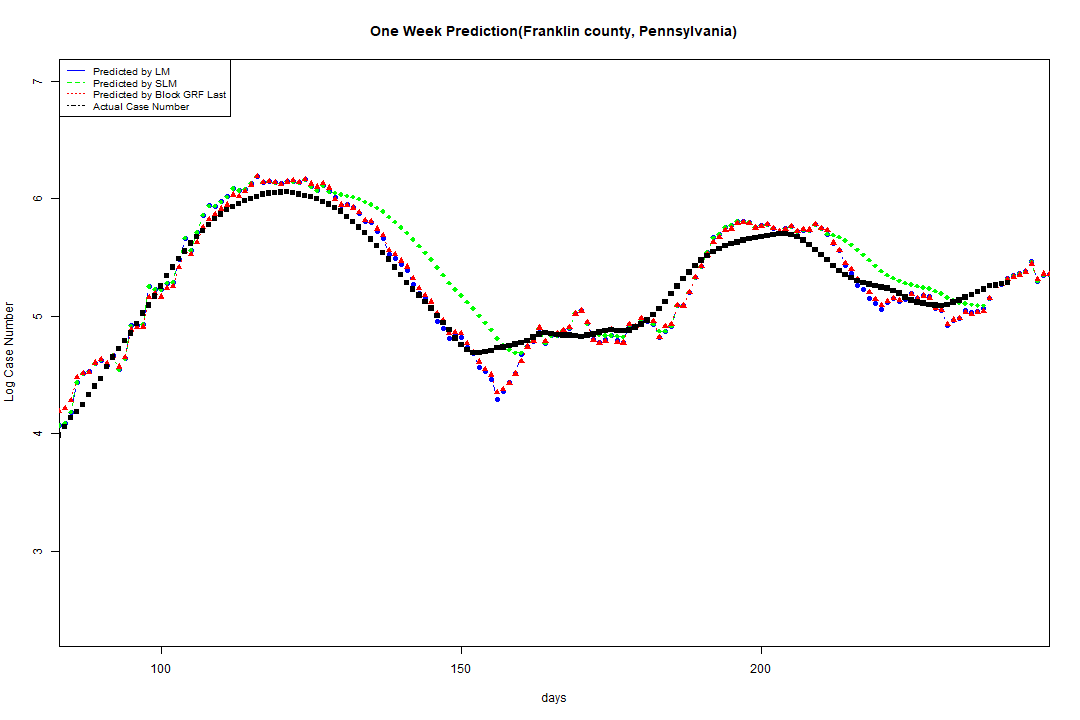 One Week Prediction(Franklin county, Pennsylvania)
Predicted by LM
Predicted by SLM
Predicted by Block GRF Last
Actual Case Number
7
6
5
4
3
Log Case Number
100 150 200
days